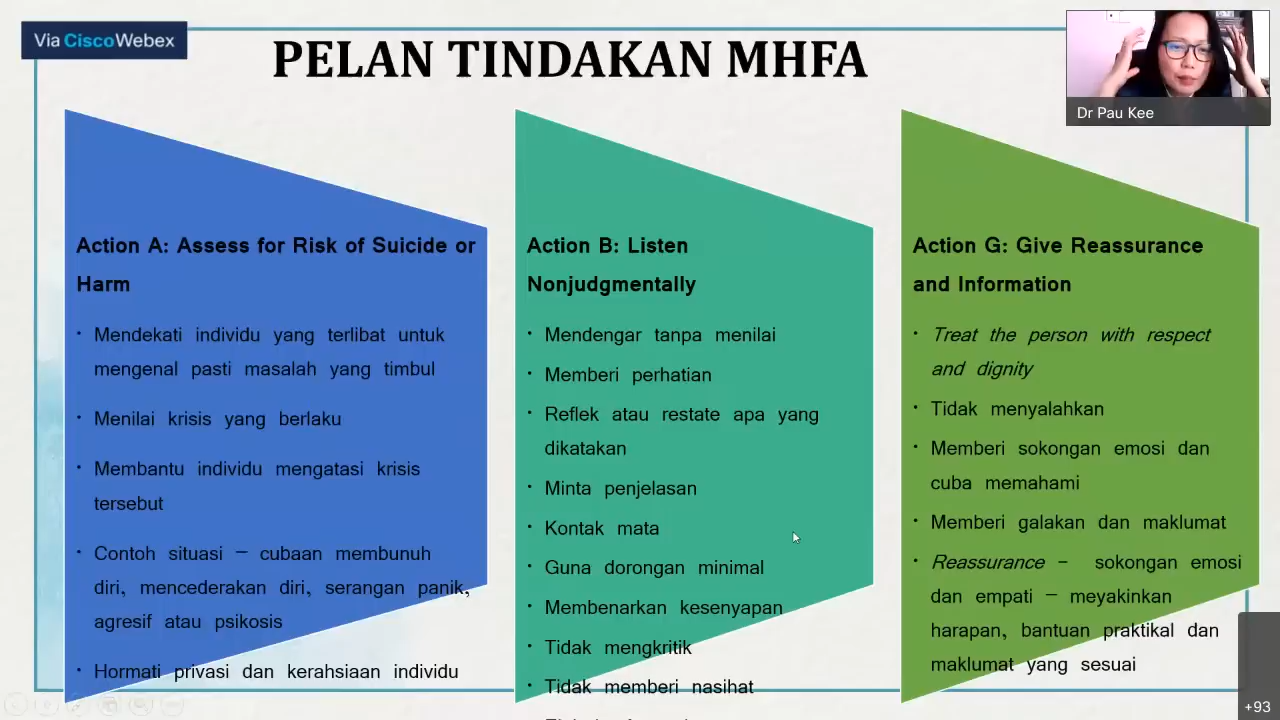 Via CiscoWebex
PELAN TINDAKAN MHFA
Dr Pau Kee
Action A: Assess for Risk of Suicide or
Harm
• Mendekati individu yang terlibat untuk
mengenal pasti masalah yang timbul
• Menilai krisis yang berlaku
• Membantu individu mengatasi krisis
tersebut
• Contoh situasi – cubaan membunuh
diri, mencederakan diri, serangan panik,
agresif atau psikosis
• Hormati privasi dan kerahsiaan individu
Action B: Listen
Nonjudgmentally
• Mendengar tanpa menilai
• Memberi perhatian
• Reflek atau restate apa yang
dikatakan
• Minta penjelasan
• Kontak mata
• Guna dorongan minimal
• Membenarkan kesenyapan
• Tidak mengkritik
• Tidak memberi nasihat
Action G: Give Reassurance
and Information
• Treat the person with respect
and dignity
• Tidak menyalahkan
• Memberi sokongan emosi dan
cuba memahami
• Memberi galakan dan maklumat
• Reassurance – sokongan emosi
dan empati – meyakinkan
harapan, bantuan praktikal dan
maklumat yang sesuai
+93